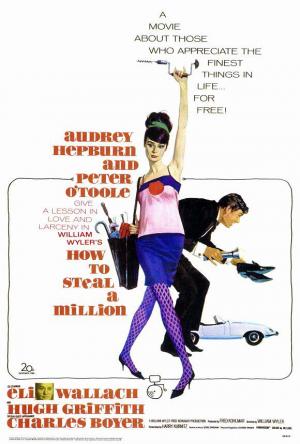 A
MOVIE
ABOUT THOSE
WHO APPRECIATE THE
FINEST
THINGS IN
LIFE...
FOR
FREE!
AUDREY
HEPBURN
AND
PETER
O'TOOLE
GIVE
A LESSON IN
LOVE AND
LARCENY IN
WILLIAM
WYLER'S
HOW
TO
STEAL
A
MILLION
20
ELI WALLACH
HUGH GRIFFITH
CHARLES BOYER